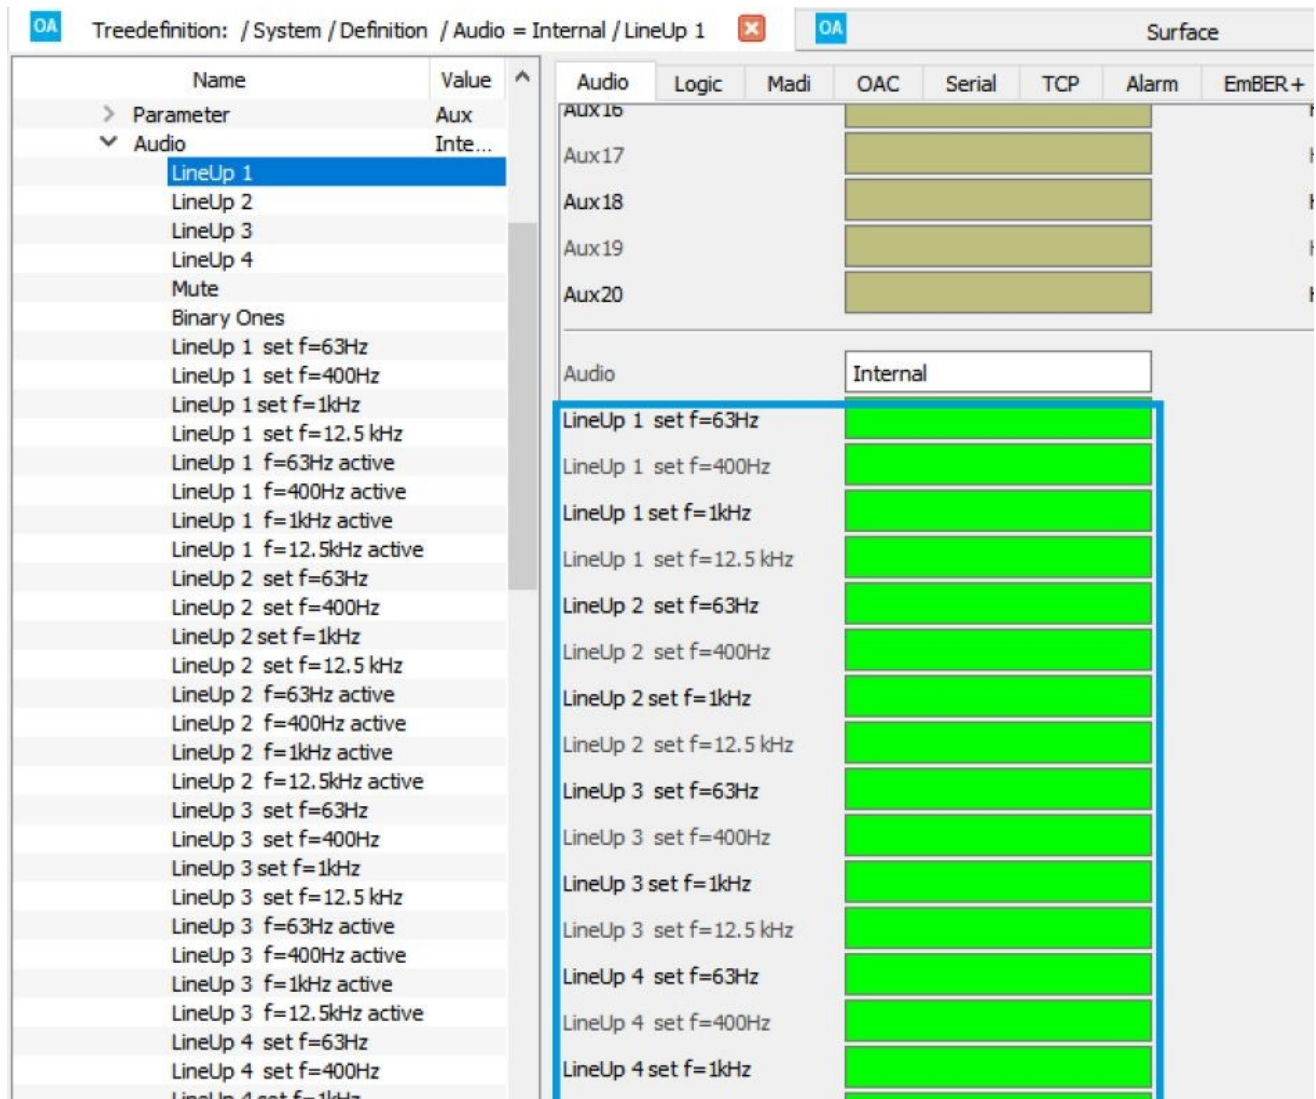 OA Treedefinition: / System / Definition / Audio = Internal / LineUp 1 OA Surface
Name Value
Parameter Aux
Audio Inte...
LineUp 1
LineUp 2
LineUp 3
LineUp 4
Mute
Binary Ones
LineUp 1 set f=63Hz
LineUp 1 set f=400Hz
LineUp 1 set f=1kHz
LineUp 1 set f=12.5 kHz
LineUp 1 f=63Hz active
LineUp 1 f=400Hz active
LineUp 1 f=1kHz active
LineUp 1 f=12.5kHz active
LineUp 2 set f=63Hz
LineUp 2 set f=400Hz
LineUp 2 set f=1kHz
LineUp 2 set f=12.5 kHz
LineUp 2 f=63Hz active
LineUp 2 f=400Hz active
LineUp 2 f=1kHz active
LineUp 2 f=12.5kHz active
LineUp 3 set f=63Hz
LineUp 3 set f=400Hz
LineUp 3 set f=1kHz
LineUp 3 set f=12.5 kHz
LineUp 3 f=63Hz active
LineUp 3 f=400Hz active
LineUp 3 f=1kHz active
LineUp 3 f=12.5kHz active
LineUp 4 set f=63Hz
LineUp 4 set f=400Hz
LineUp 4 set f=1kHz
Audio Logic Madi OAC Serial TCP Alarm EmBER+
Aux16
Aux17
Aux18
Aux19
Aux20
Audio Internal
LineUp 1 set f=63Hz
LineUp 1 set f=400Hz
LineUp 1 set f=1kHz
LineUp 1 set f=12.5 kHz
LineUp 2 set f=63Hz
LineUp 2 set f=400Hz
LineUp 2 set f=1kHz
LineUp 2 set f=12.5 kHz
LineUp 3 set f=63Hz
LineUp 3 set f=400Hz
LineUp 3 set f=1kHz
LineUp 3 set f=12.5 kHz
LineUp 4 set f=63Hz
LineUp 4 set f=400Hz
LineUp 4 set f=1kHz